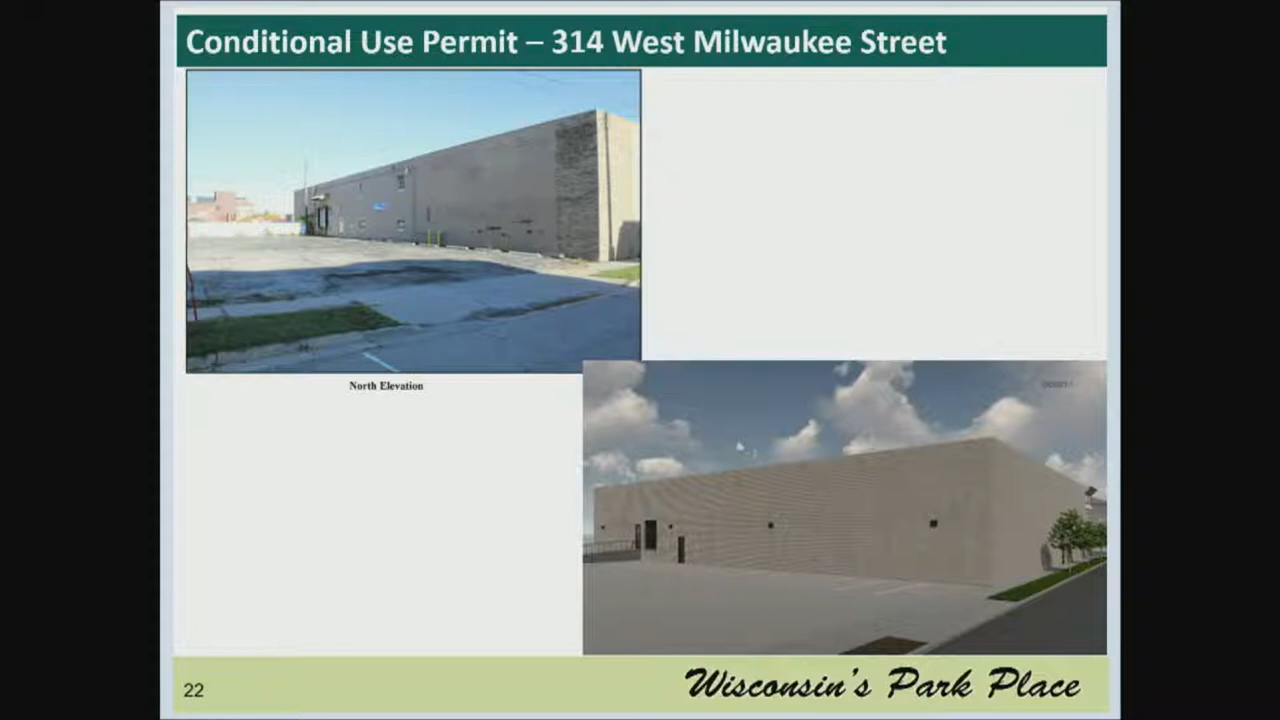 Conditional Use Permit – 314 West Milwaukee Street
North Elevation
22
Wisconsin's Park Place